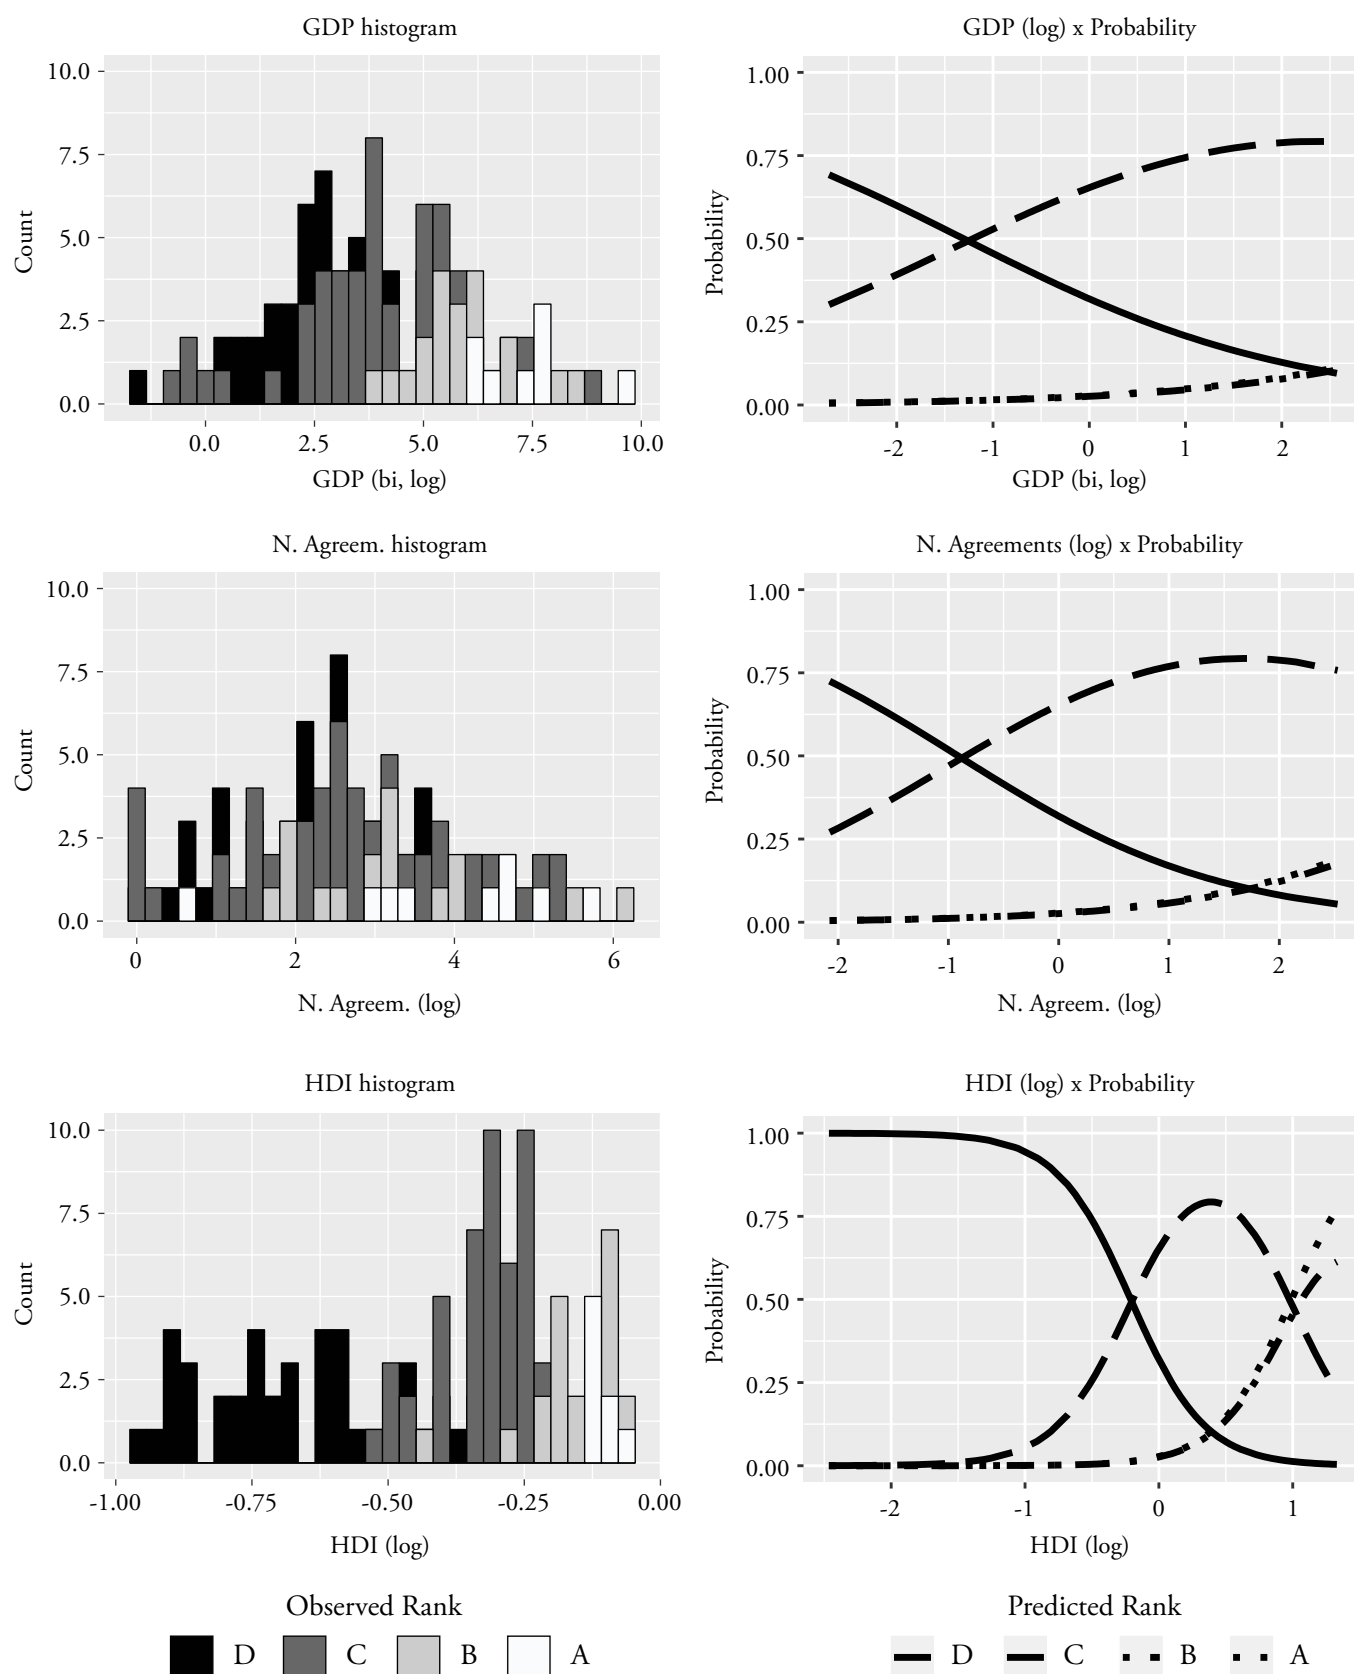 GDP histogram
10.0
7.5
5.0
2.5
0.0
Count
0.0 2.5 5.0 7.5 10.0
GDP (bi, log)
GDP (log) x Probability
1.00
0.75
0.50
0.25
0.00
Probability
-2 -1 0 1 2
GDP (bi, log)
N. Agreem. histogram
10.0
7.5
5.0
2.5
0.0
Count
0 2 4 6
N. Agreem. (log)
N. Agreements (log) x Probability
1.00
0.75
0.50
0.25
0.00
Probability
-2 -1 0 1 2
N. Agreem. (log)
HDI histogram
10.0
7.5
5.0
2.5
0.0
Count
-1.00 -0.75 -0.50 -0.25 0.00
HDI (log)
HDI (log) x Probability
1.00
0.75
0.50
0.25
0.00
Probability
-2 -1 0 1
HDI (log)
Observed Rank
D C B A
Predicted Rank
D C B A